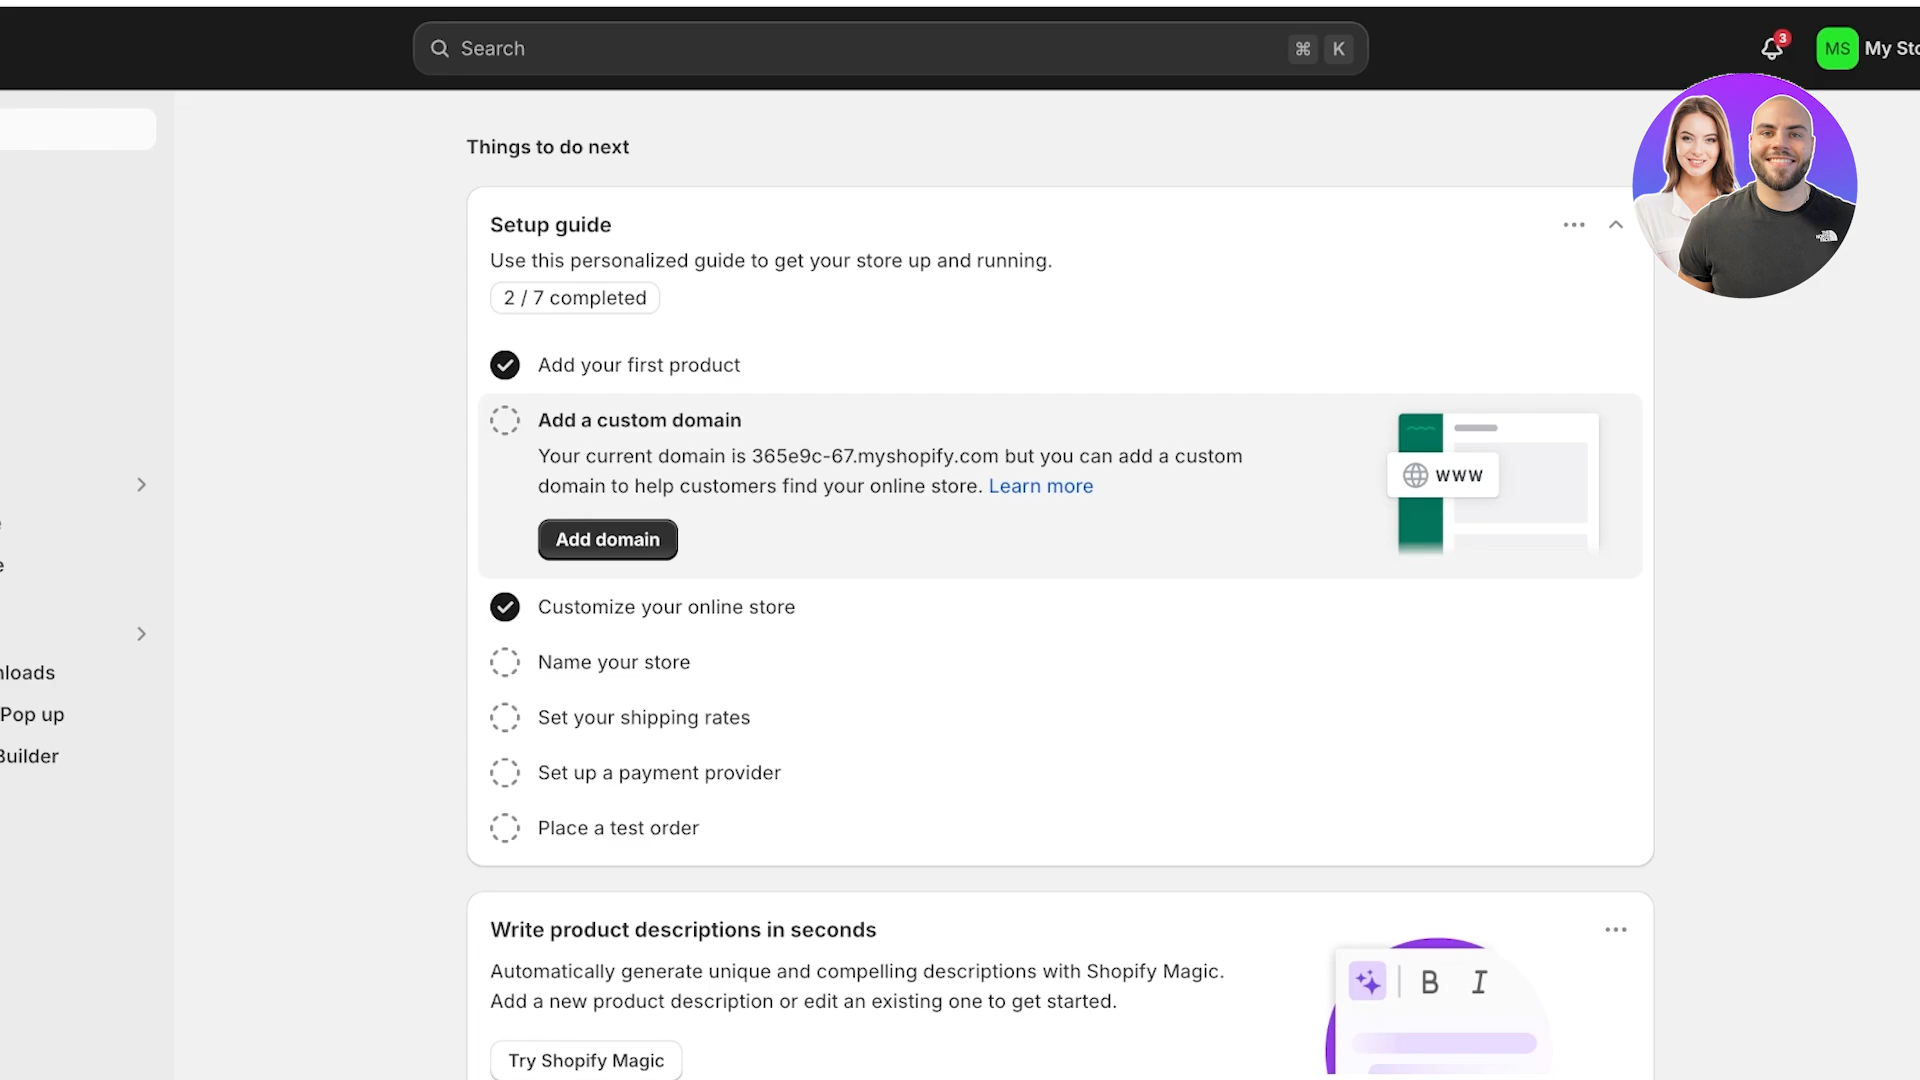 Search
⌘ K
3
MS
My Sto
Things to do next
Setup guide
Use this personalized guide to get your store up and running.
2 / 7 completed
Add your first product
Add a custom domain
Your current domain is 365e9c-67.myshopify.com but you can add a custom
domain to help customers find your online store. Learn more
WWW
Add domain
Customize your online store
Name your store
nloads
Set your shipping rates
Pop up
Builder
Set up a payment provider
Place a test order
Write product descriptions in seconds
Automatically generate unique and compelling descriptions with Shopify Magic.
Add a new product description or edit an existing one to get started.
B I
Try Shopify Magic